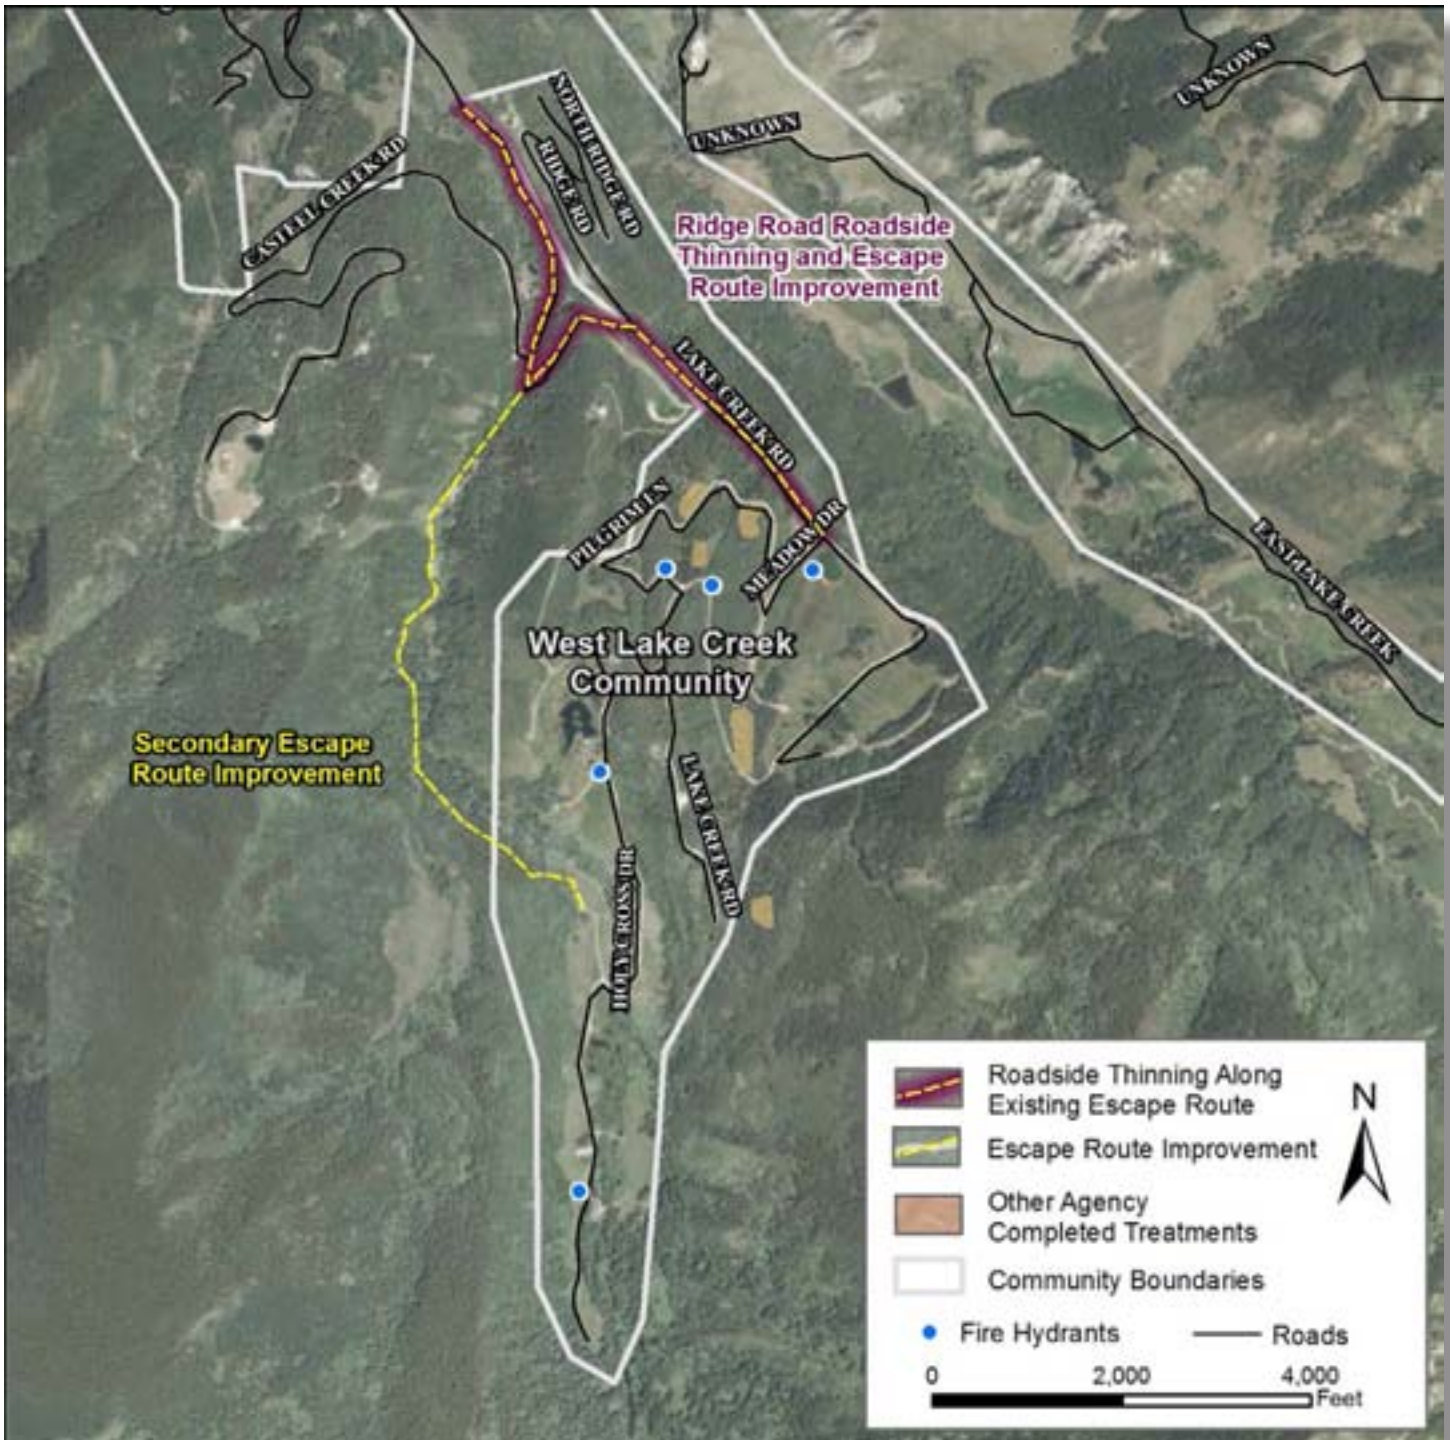 UNKNOWN
UNKNOWN
NORTH RIDGE RD
RIDGE RD
CASTEEL CREEK RD
Ridge Road Roadside
Thinning and Escape
Route Improvement
LAKE CREEK RD
PILGRIM LN
MEADOW DR
EAST LAKE CREEK
West Lake Creek
Community
Secondary Escape
Route Improvement
LAKE CREEK RD
HOLY CROSS DR
Roadside Thinning Along
Existing Escape Route
Escape Route Improvement
Other Agency
Completed Treatments
Community Boundaries
Fire Hydrants
Roads
N
0 2,000 4,000
Feet